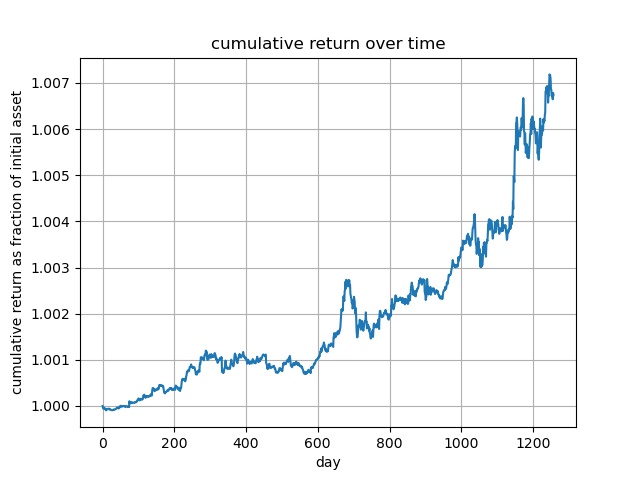 cumulative return over time
1.007
1.006
1.005
1.004
1.003
1.002
1.001
1.000
cumulative return as fraction of initial asset
0 200 400 600 800 1000 1200
day